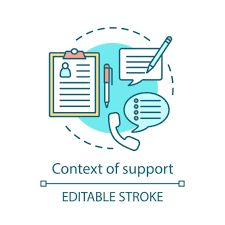 Context of support
EDITABLE STROKE